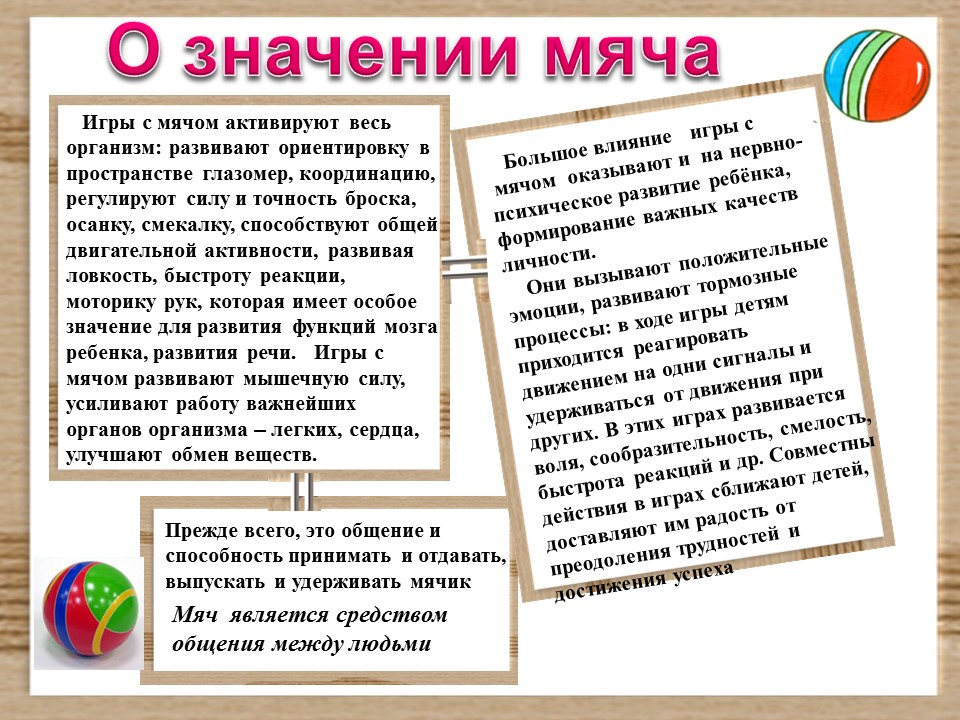 О значении мяча
Игры с мячом активируют весь
организм: развивают ориентировку в
пространстве глазомер, координацию,
регулируют силу и точность броска,
осанку, смекалку, способствуют общей
двигательной активности, развивая
ловкость, быстроту реакции,
моторику рук, которая имеет особое
значение для развития функций мозга
ребенка, развития речи. Игры с
мячом развивают мышечную силу,
усиливают работу важнейших
органов организма – легких, сердца,
улучшают обмен веществ.
Большое влияние игры с
мячом оказывают и на нервно-
психическое развитие ребёнка,
формирование важных качеств
личности.
Они вызывают положительные
эмоции, развивают тормозные
процессы: в ходе игры детям
приходится реагировать
движением на одни сигналы и
удерживаться от движения при
других. В этих играх развивается
воля, сообразительность, смелость,
быстрота реакций и др. Совместны
действия в играх сближают детей,
доставляют им радость от
преодоления трудностей и
достижения успеха
Прежде всего, это общение и
способность принимать и отдавать,
выпускать и удерживать мячик
Мяч является средством
общения между людьми